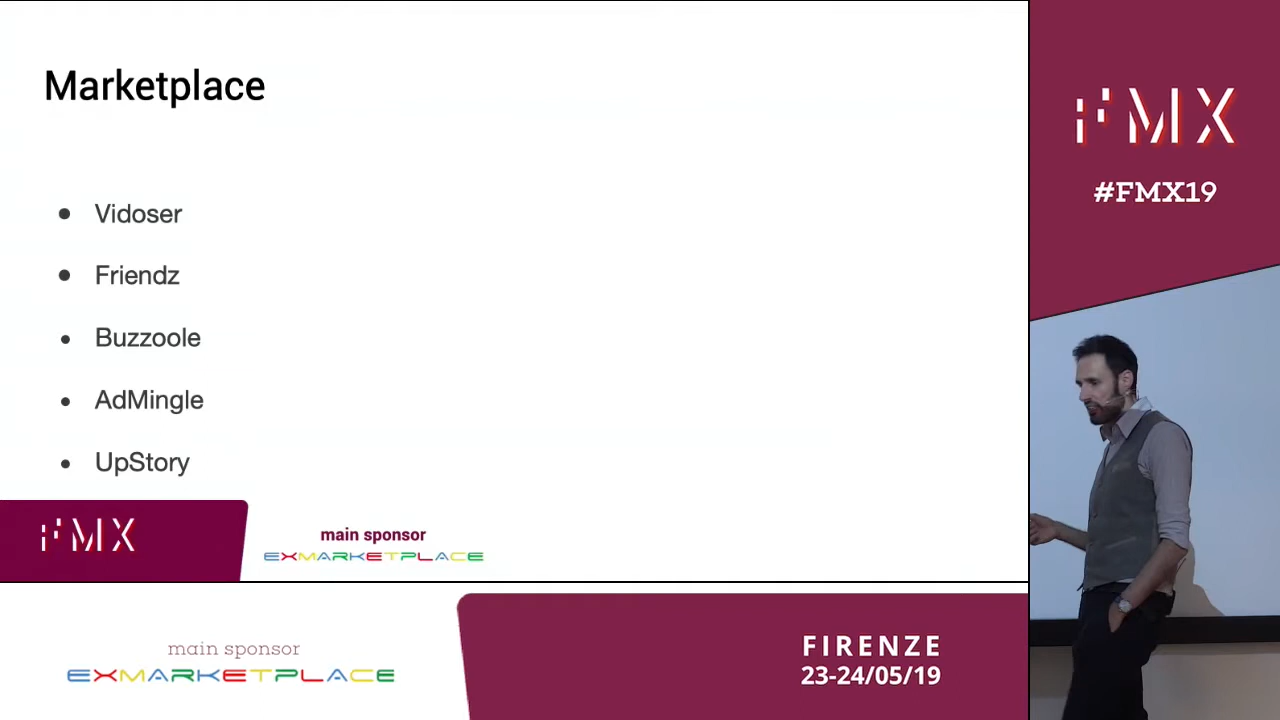 Marketplace
Vidoser
Friendz
Buzzoole
AdMingle
UpStory
FMX
main sponsor
EXMARKETPLACE
main sponsor
EXMARKETPLACE
FIRENZE
23-24/05/19
FMX
#FMX19